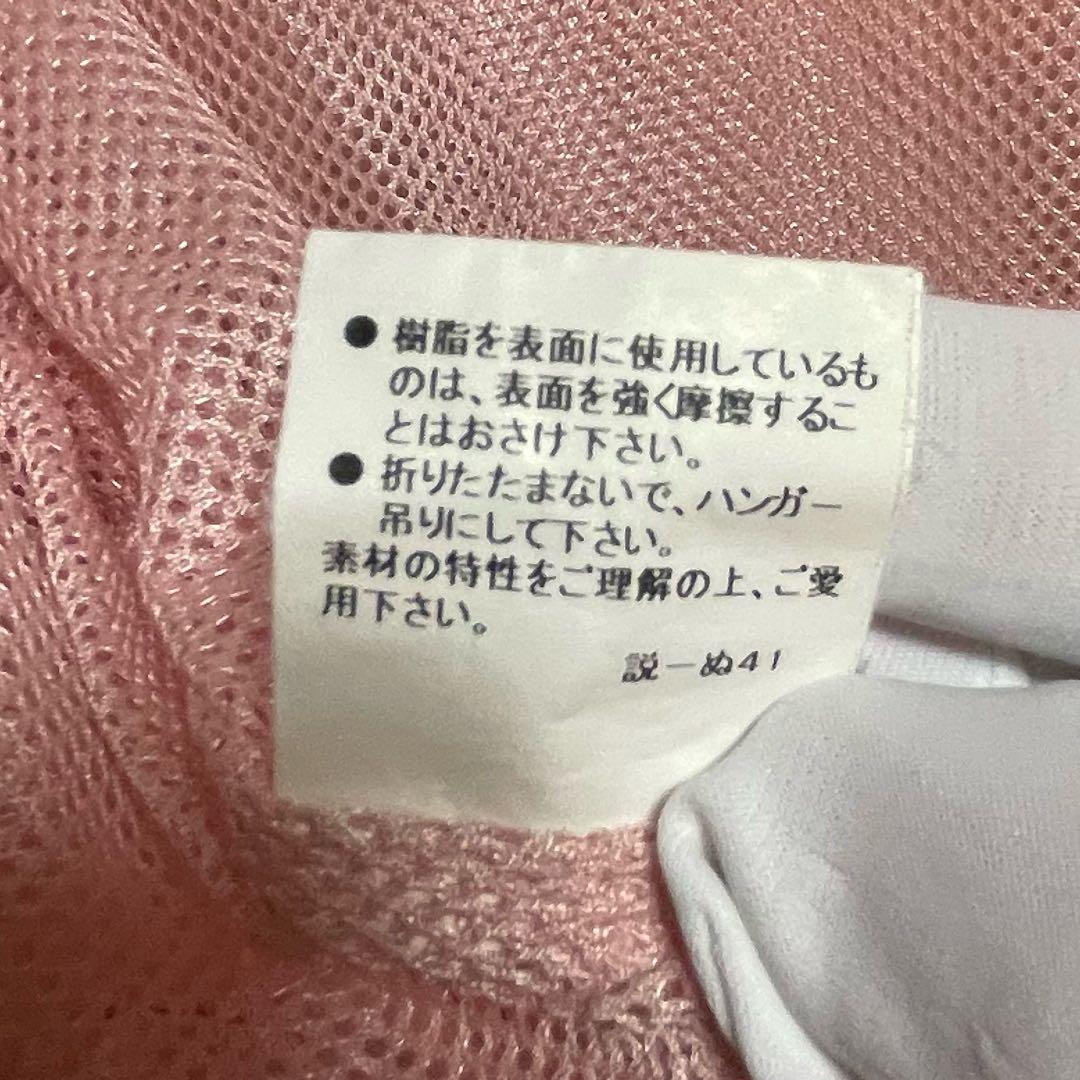 ●樹脂を表面に使用しているも
のは、表面を強く摩擦するこ
とはおさけ下さい。
●折りたたまないで、ハンガー
吊りにして下さい。
素材の特性をご理解の上、ご愛
用下さい。
説－ぬ41